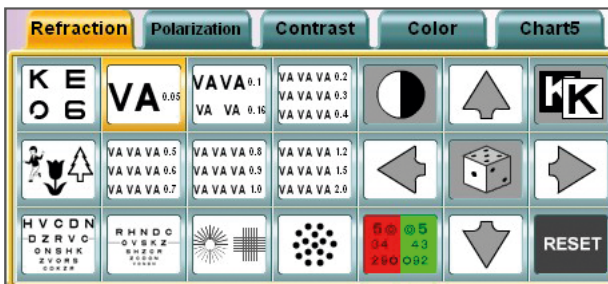 Refraction Polarization Contrast Color Chart5
K E
VA 0.05
VA VA 0.1
VA VA 0.16
VA VA VA 0.2
VA VA VA 0.3
VA VA VA 0.4
K K
VA VA VA 0.5
VA VA VA 0.6
VA VA VA 0.7
VA VA VA 0.8
VA VA VA 0.9
VA VA VA 1.0
VA VA VA 1.2
VA VA VA 1.5
VA VA VA 2.0
H V C D N
D Z R V C
O N S H K
Z V O R S
C O K Z R
R H N D C
O V S K Z
5 5
34 43
290 092
RESET